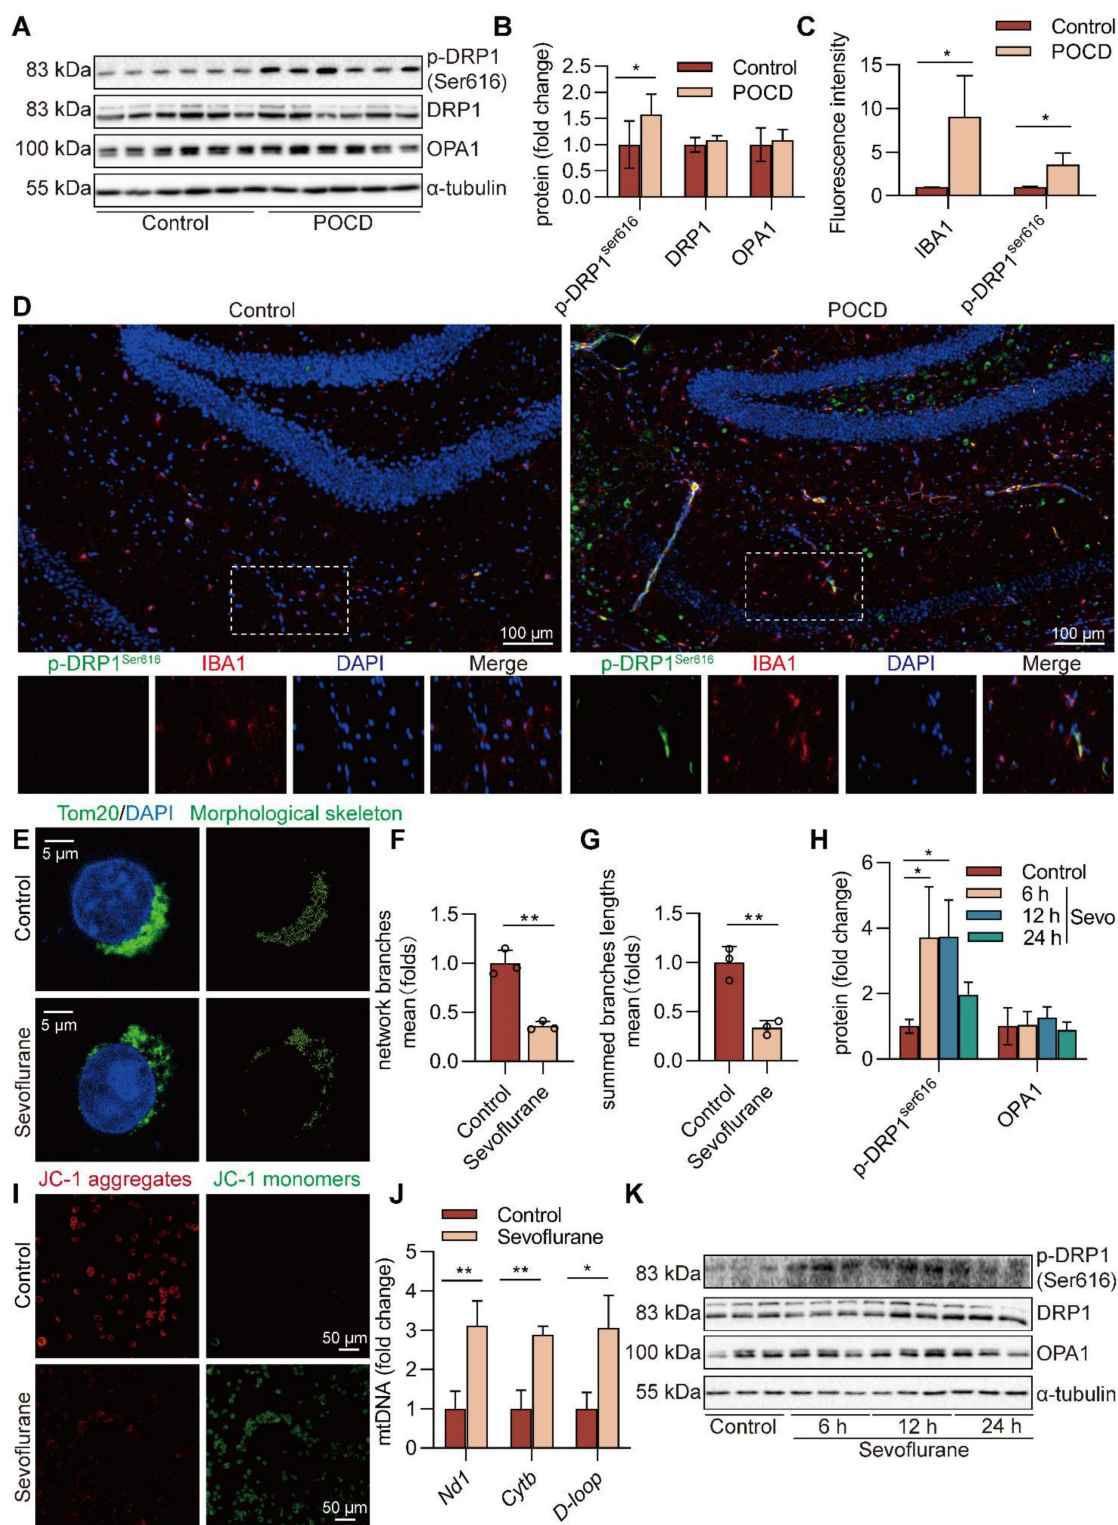 A
83 kDa
p-DRP1
(Ser616)
83 kDa
DRP1
100 kDa
OPA1
55 kDa
α-tubulin
Control
POCD
B
Control
POCD
protein (fold change)
2.5
2.0
1.5
1.0
0.5
0.0
*
p-DRP1ser616
DRP1
OPA1
C
Control
POCD
Fluorescence intensity
15
10
5
0
*
*
IBA1
p-DRP1ser616
D
Control
POCD
100 µm
100 µm
p-DRP1Ser616
IBA1
DAPI
Merge
p-DRP1Ser616
IBA1
DAPI
Merge
E
Tom20/DAPI
Morphological skeleton
5 µm
Control
5 µm
Sevoflurane
F
network branches
mean (folds)
1.5
1.0
0.5
0.0
**
Control
Sevoflurane
G
summed branches lengths
mean (folds)
1.5
1.0
0.5
0.0
**
Control
Sevoflurane
H
Control
6 h
12 h
24 h
Sevo
protein (fold change)
6
4
2
0
*
*
p-DRP1ser616
OPA1
I
JC-1 aggregates
JC-1 monomers
Control
50 µm
Sevoflurane
50 µm
J
Control
Sevoflurane
mtDNA (fold change)
5
4
3
2
1
0
**
**
*
Nd1
Cytb
D-loop
K
83 kDa
p-DRP1
(Ser616)
83 kDa
DRP1
100 kDa
OPA1
55 kDa
α-tubulin
Control
6 h
12 h
24 h
Sevoflurane